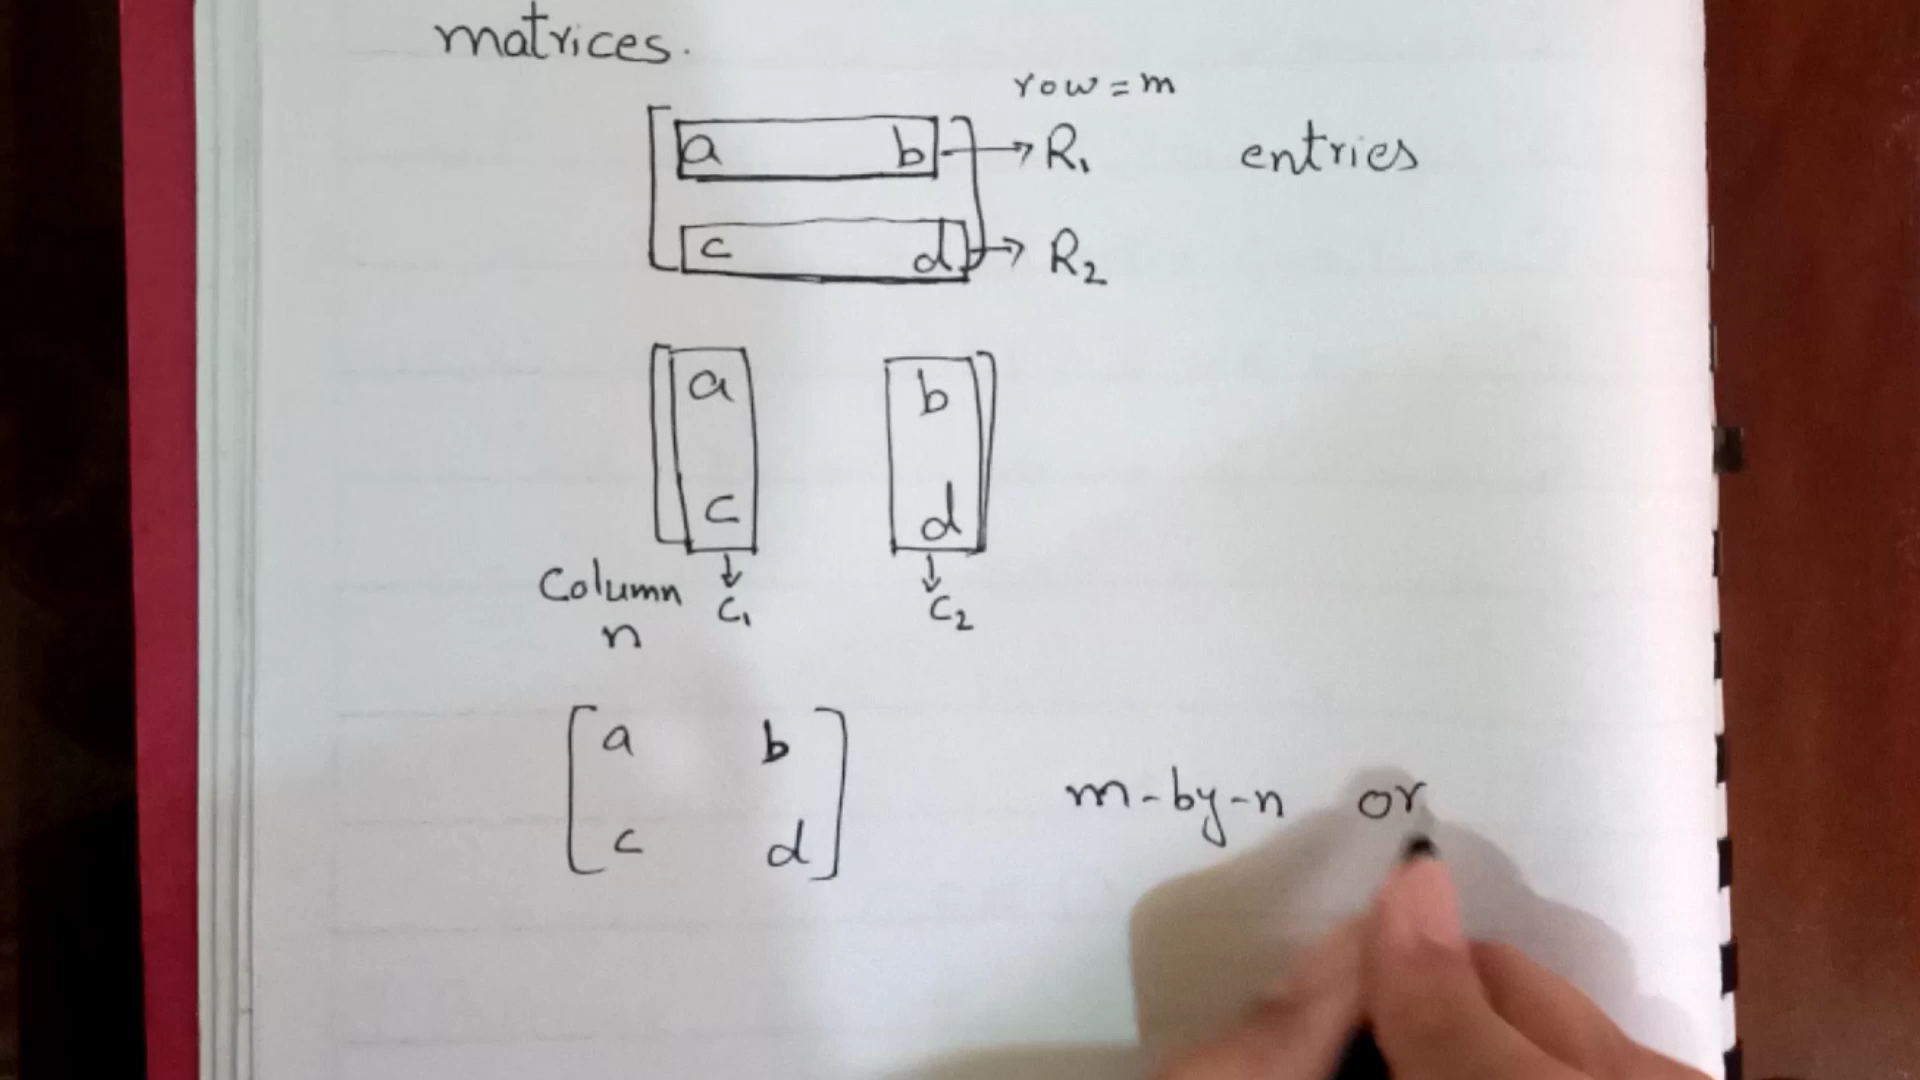 matrices.
row = m
a b → R1 entries
c d → R2
a b
c d
Column C1 C2
n
a b
m-by-n or
c d